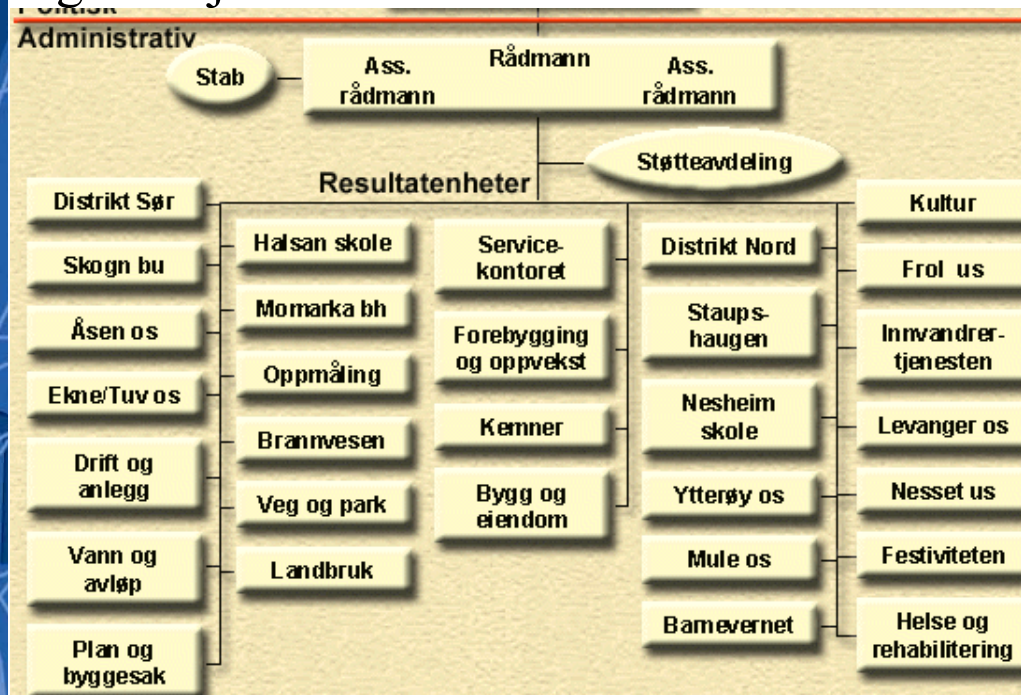 Administrativ
Stab
Rådmann
Ass.
rådmann
Ass.
rådmann
Støtteavdeling
Resultatenheter
Distrikt Sør
Skogn bu
Åsen os
Ekne/Tuv os
Drift og
anlegg
Vann og
avløp
Plan og
byggesak
Halsan skole
Momarka bh
Oppmåling
Brannvesen
Veg og park
Landbruk
Service-
kontoret
Forebygging
og oppvekst
Kemner
Bygg og
eiendom
Distrikt Nord
Staups-
haugen
Nesheim
skole
Ytterøy os
Mule os
Barnevernet
Kultur
Frol us
Innvandrer-
tjenesten
Levanger os
Nesset us
Festiviteten
Helse og
rehabilitering